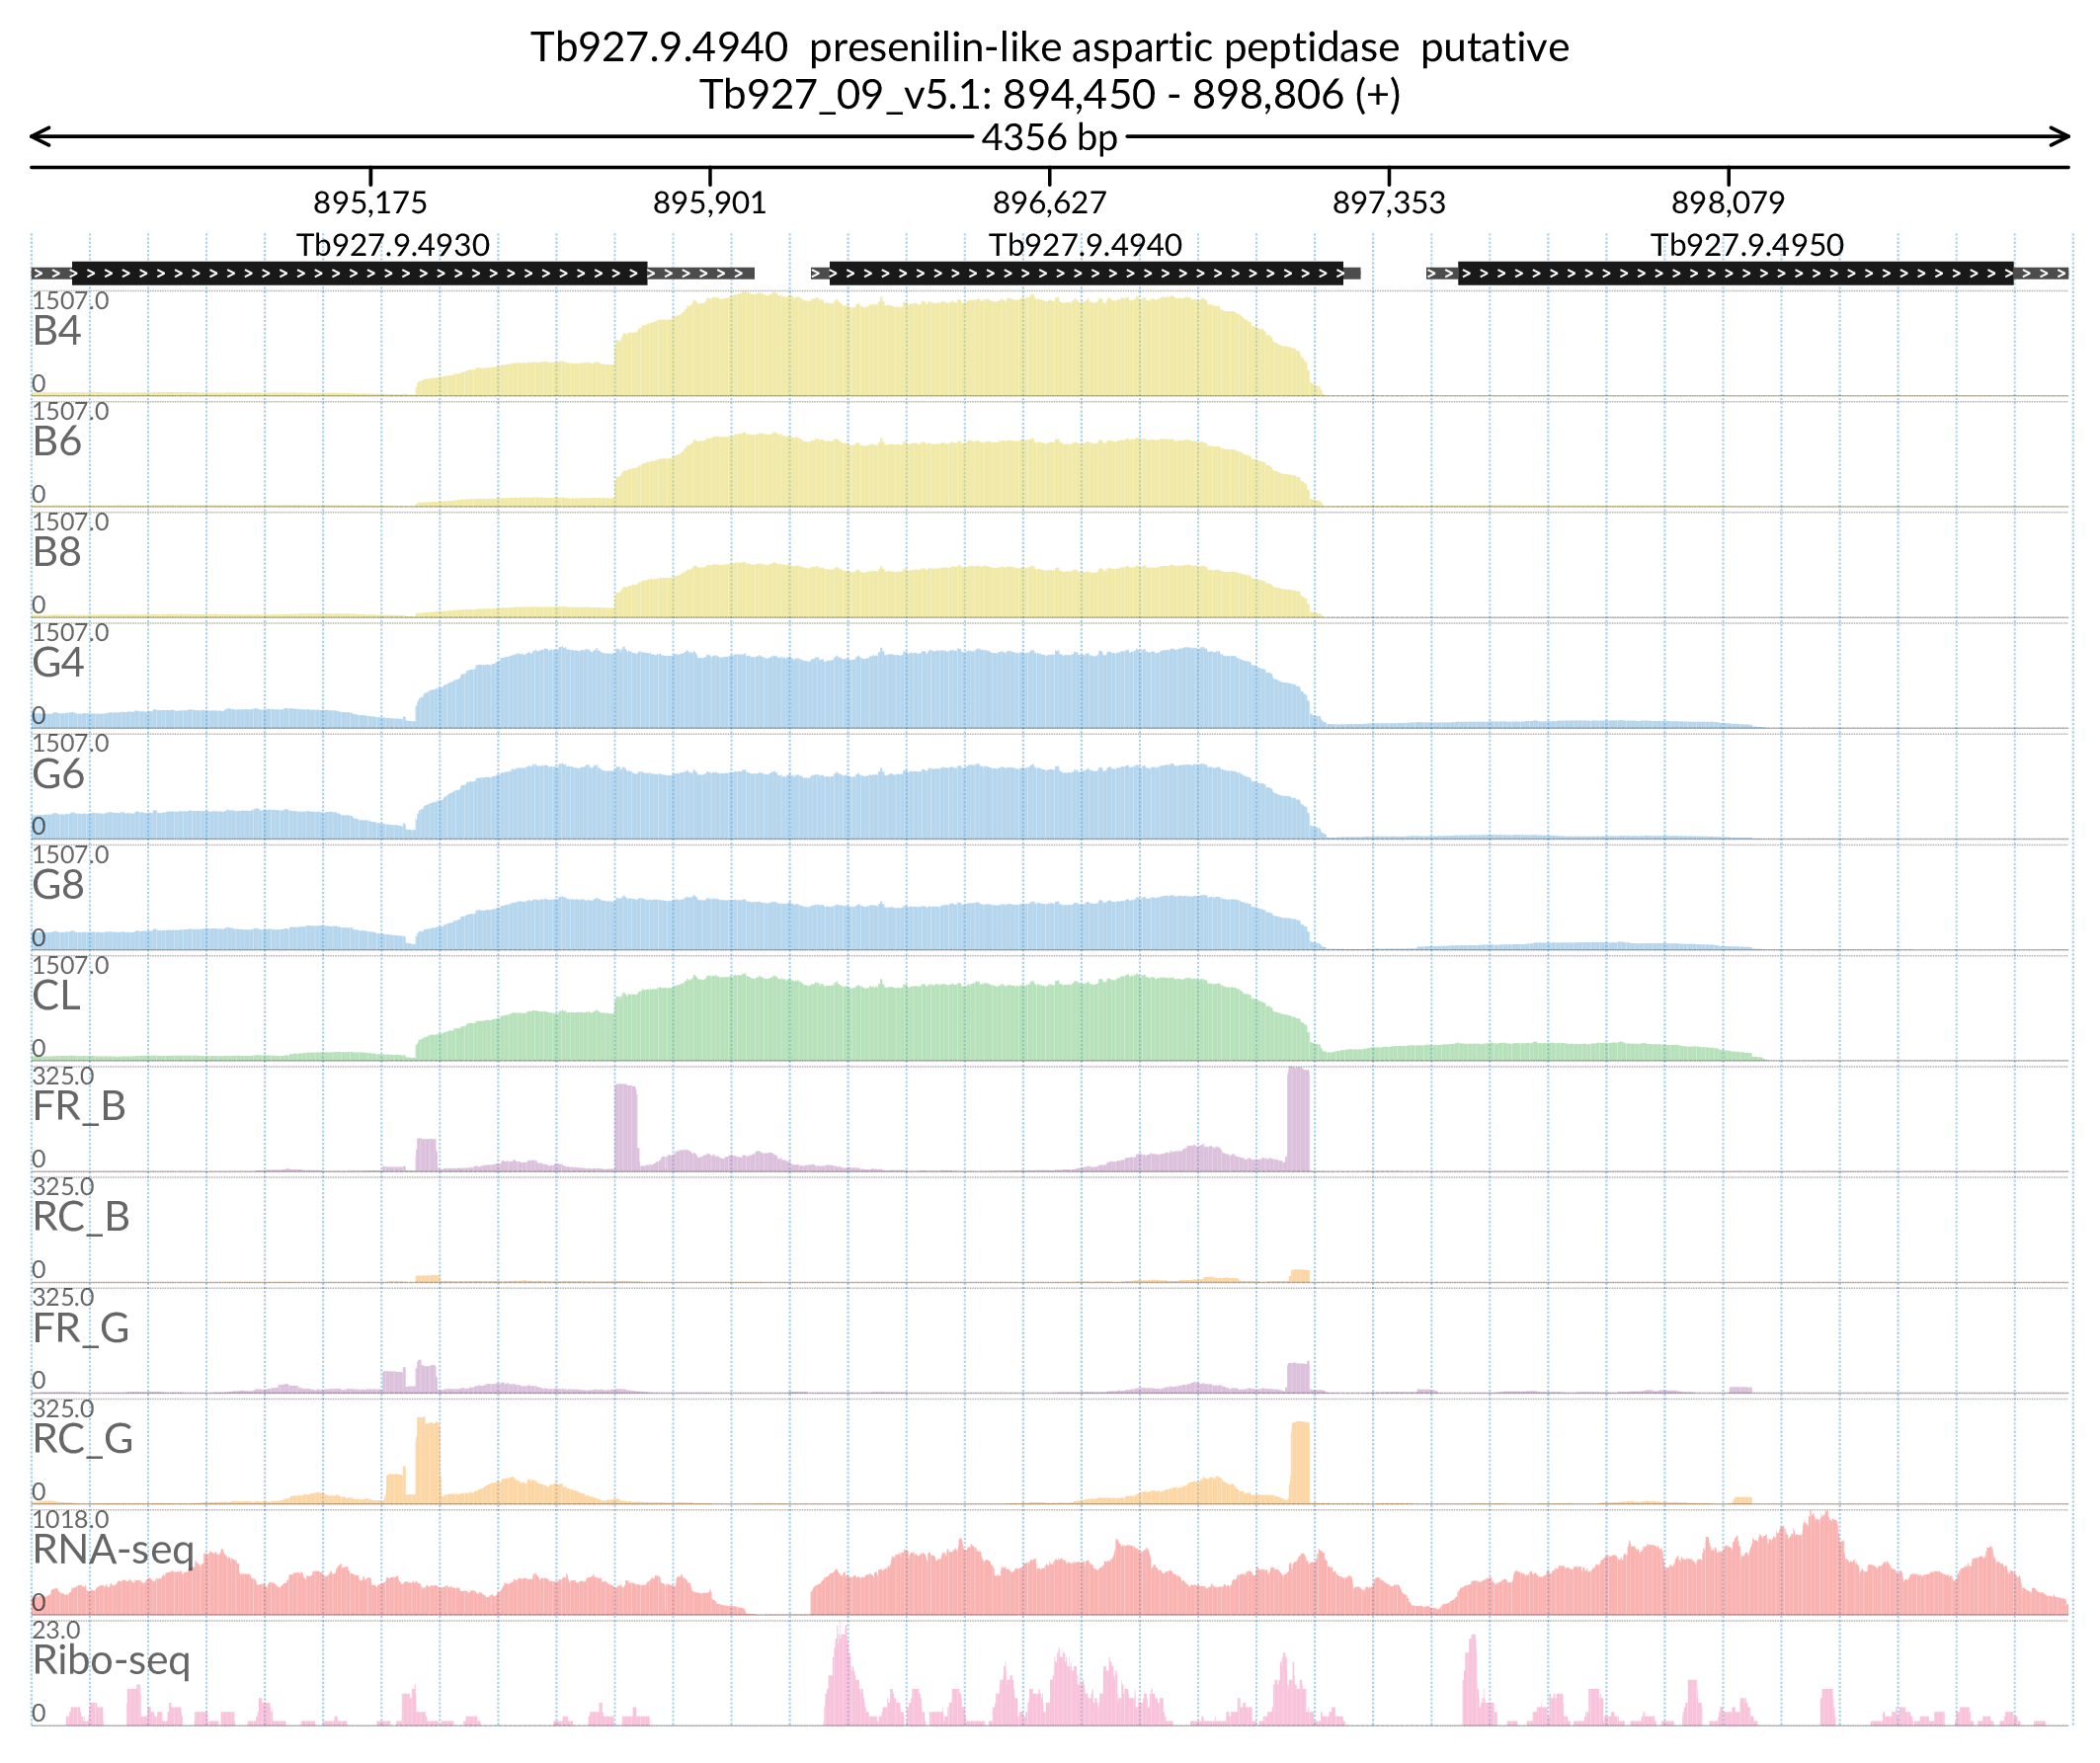 Tb927.9.4940  presenilin-like aspartic peptidase  putative
Tb927_09_v5.1: 894,450 - 898,806 (+)
4356 bp
895,175 895,901 896,627 897,353 898,079
Tb927.9.4930 Tb927.9.4940 Tb927.9.4950
1507.0
B4
0
1507.0
B6
0
1507.0
B8
0
1507.0
G4
0
1507.0
G6
0
1507.0
G8
0
1507.0
CL
0
325.0
FR_B
0
325.0
RC_B
0
325.0
FR_G
0
325.0
RC_G
0
1018.0
RNA-seq
0
23.0
Ribo-seq
0